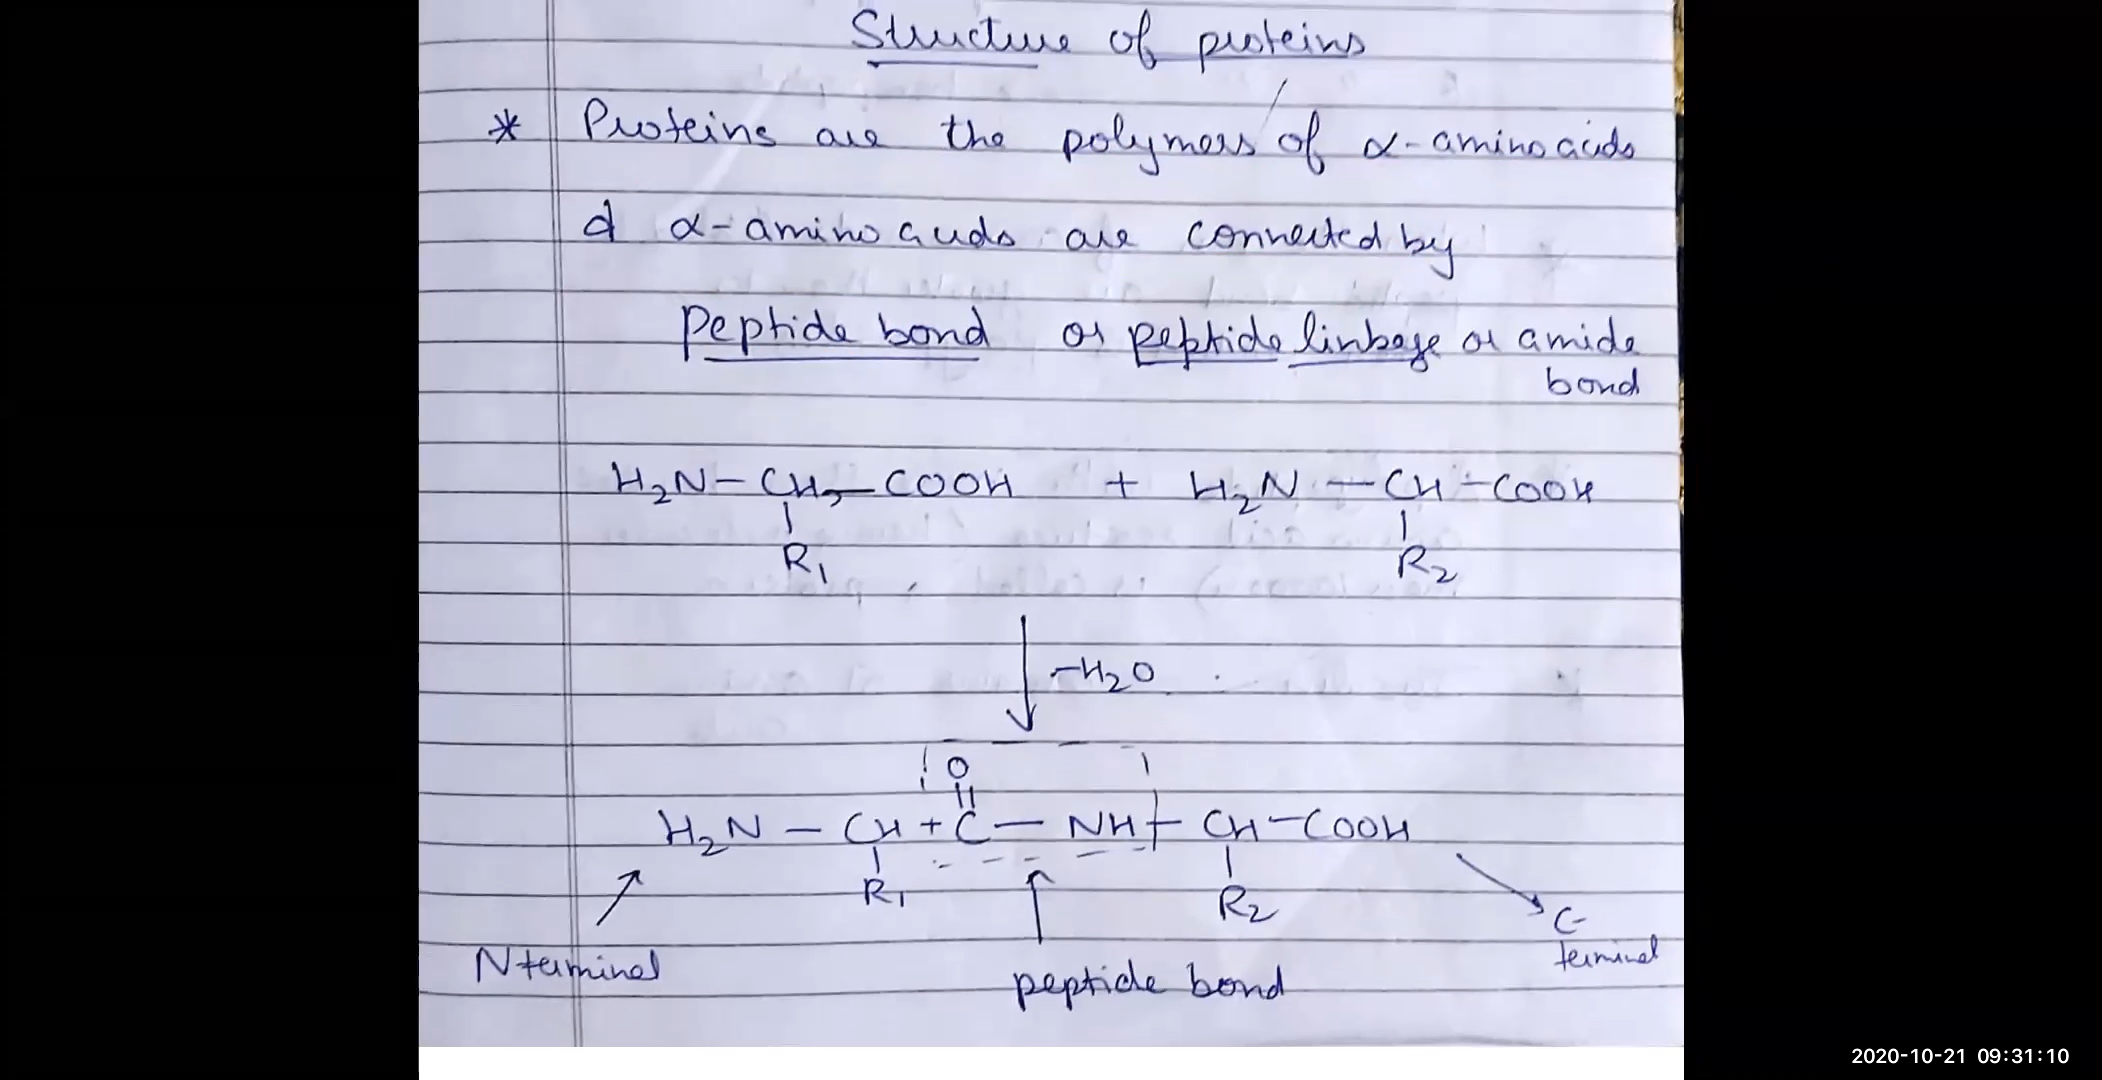 Structure of proteins
* Proteins are the polymers of α-amino acids
d α-amino acids are connected by
peptide bond or peptide linkage or amide
bond
H₂N – CH₂ – COOH + H₂N – CH – COOH
R₁ R₂
-H₂O
O
H₂N – CH + C – NH + CH – COOH
R₁ R₂
N terminal
C-
terminal
peptide bond
2020-10-21 09:31:10